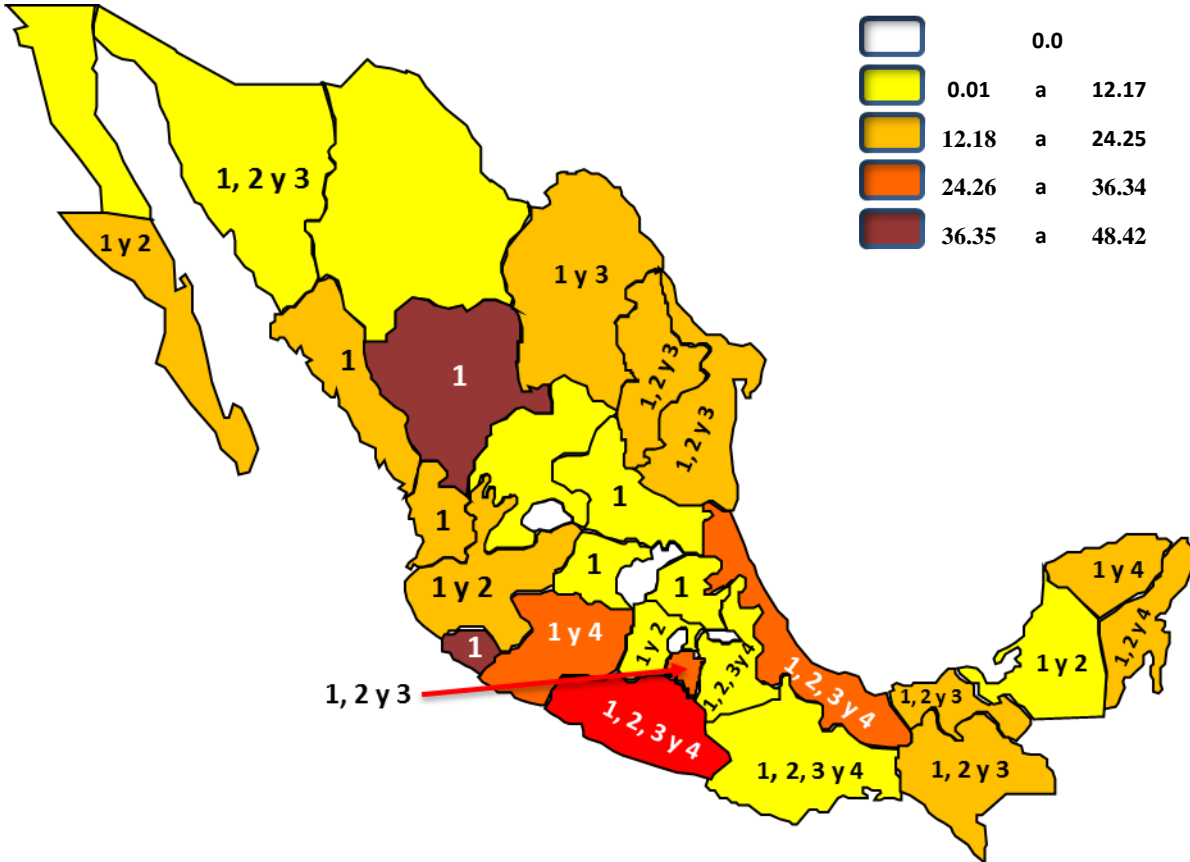 0.0
0.01 a 12.17
12.18 a 24.25
24.26 a 36.34
36.35 a 48.42
1, 2 y 3
1 y 2
1 y 3
1
1
1, 2 y 3
1, 2 y 3
1
1
1
1 y 2
1
1 y 4
1 y 2
1 y 4
1
1 y 2
1, 2 y 4
1, 2, 3 y 4
1, 2, 3 y 4
1, 2 y 3
1, 2 y 3
1, 2, 3 y 4
1, 2, 3 y 4
1, 2 y 3